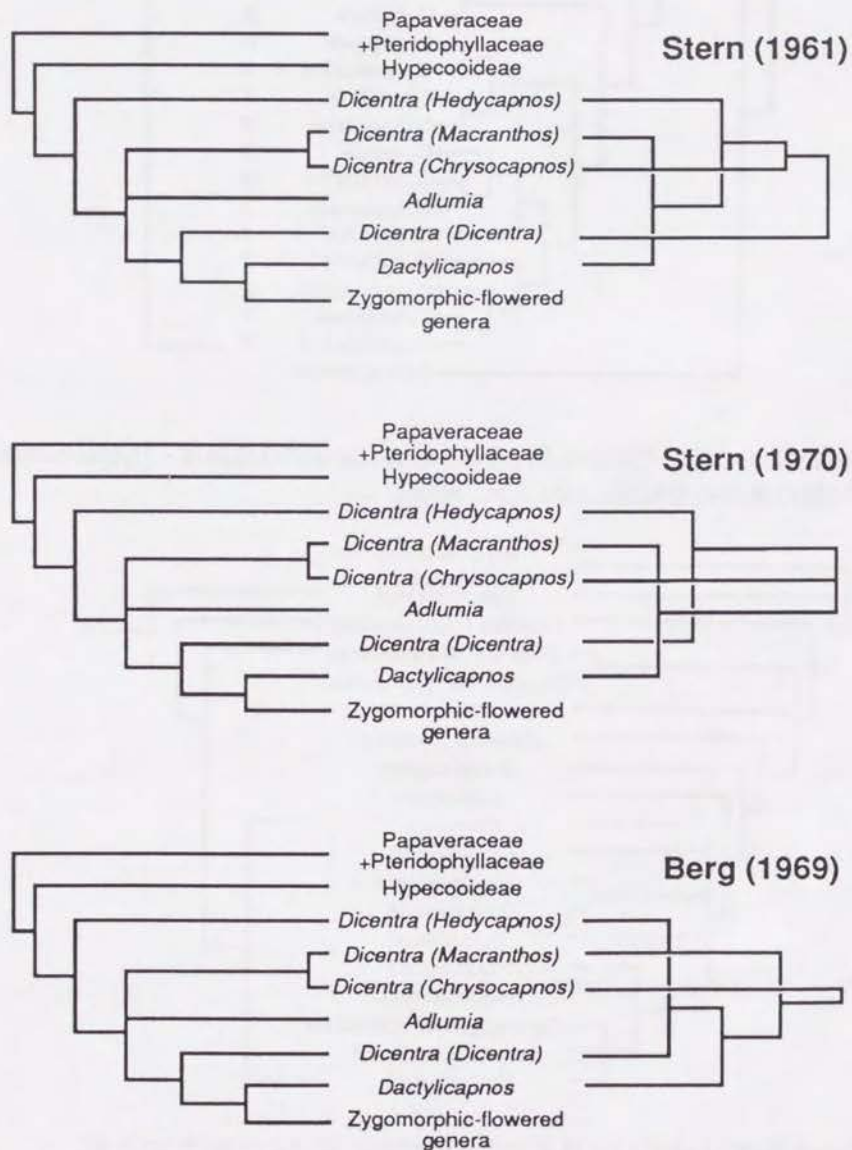 Papaveraceae
+Pteridophyllaceae
Stern (1961)
Hypecooideae
Dicentra (Hedycapnos)
Dicentra (Macranthos)
Dicentra (Chrysocapnos)
Adlumia
Dicentra (Dicentra)
Dactylicapnos
Zygomorphic-flowered
genera
Papaveraceae
+Pteridophyllaceae
Stern (1970)
Hypecooideae
Dicentra (Hedycapnos)
Dicentra (Macranthos)
Dicentra (Chrysocapnos)
Adlumia
Dicentra (Dicentra)
Dactylicapnos
Zygomorphic-flowered
genera
Papaveraceae
+Pteridophyllaceae
Berg (1969)
Hypecooideae
Dicentra (Hedycapnos)
Dicentra (Macranthos)
Dicentra (Chrysocapnos)
Adlumia
Dicentra (Dicentra)
Dactylicapnos
Zygomorphic-flowered
genera